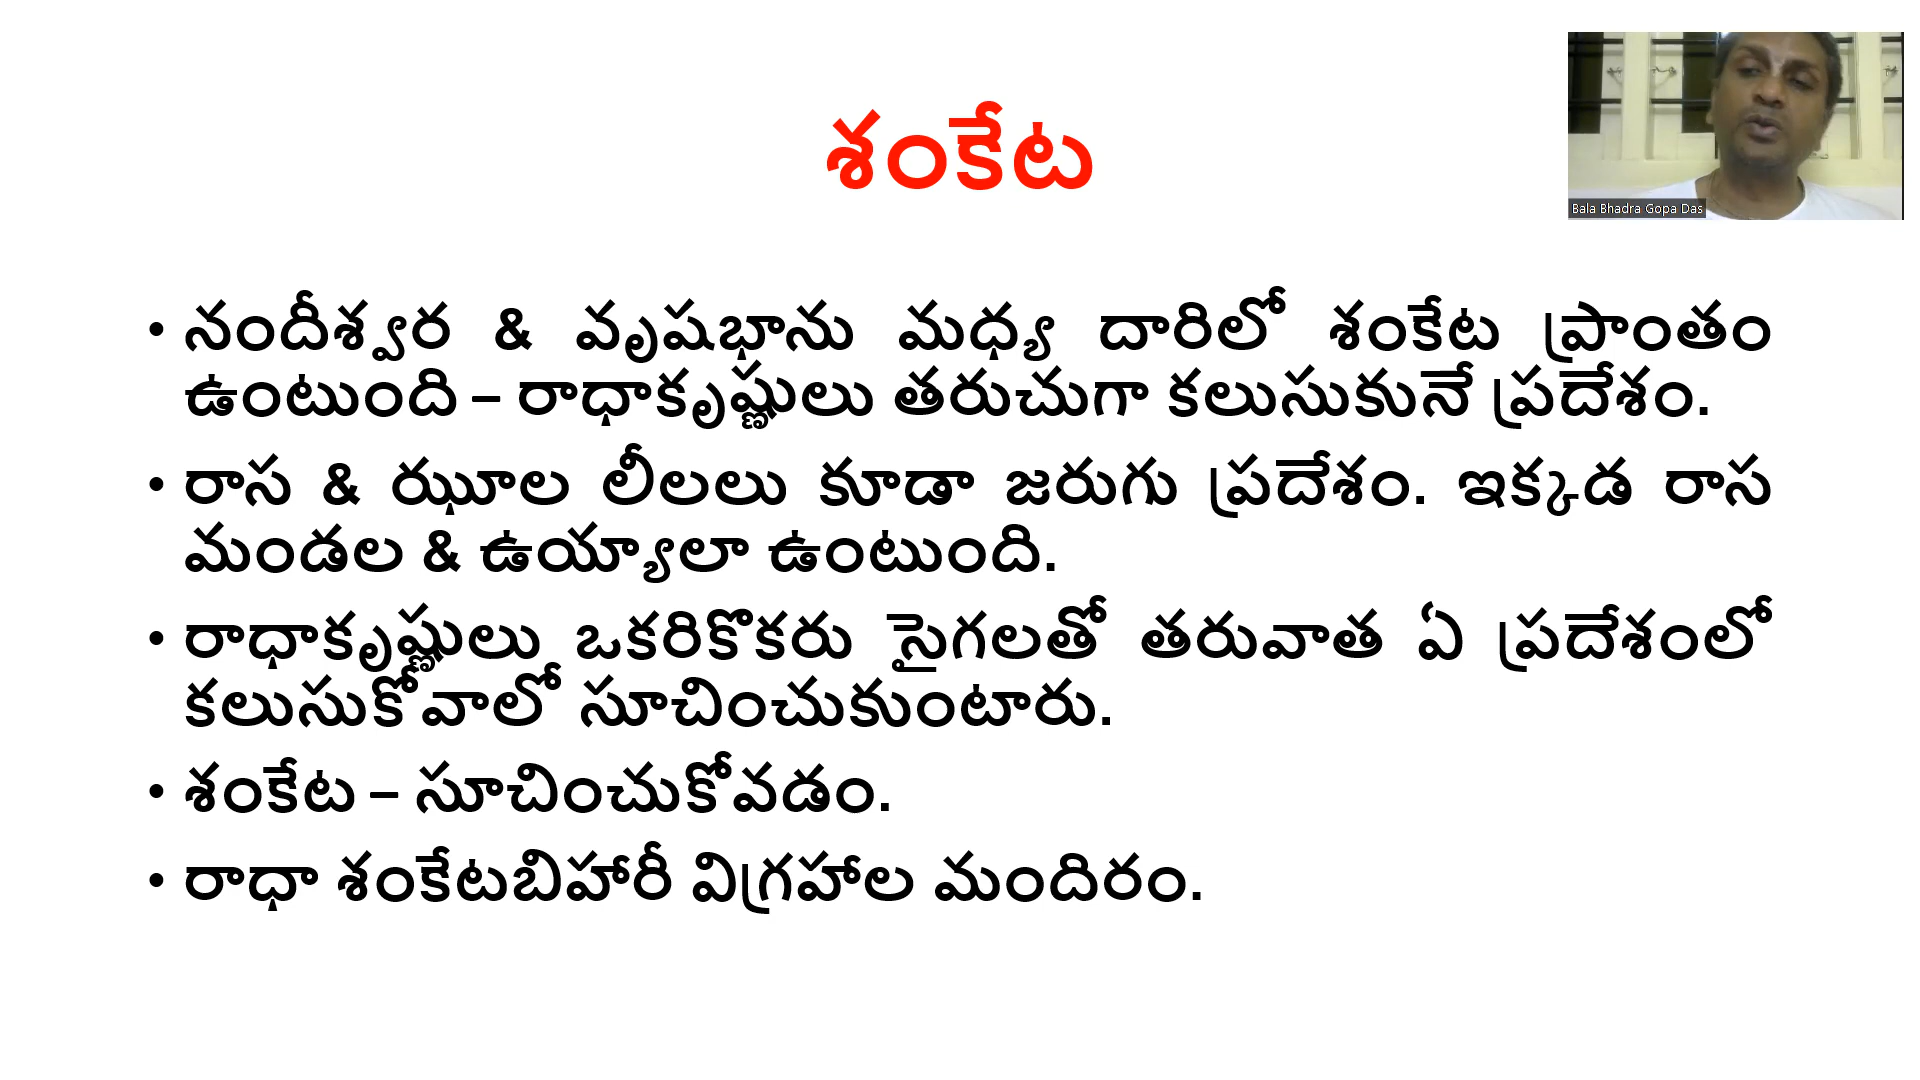 శంకేట
Bala Bhadra Gopa Das
• నందీశ్వర & వృషభాను మధ్య దారిలో శంకేట ప్రాంతం
ఉంటుంది – రాధాకృష్ణులు తరుచుగా కలుసుకునే ప్రదేశం.
• రాస & ఝూల లీలలు కూడా జరుగు ప్రదేశం. ఇక్కడ రాస
మండల & ఉయ్యాలా ఉంటుంది.
• రాధాకృష్ణులు ఒకరికొకరు సైగలతో తరువాత ఏ ప్రదేశంలో
కలుసుకోవాలో సూచించుకుంటారు.
• శంకేట – సూచించుకోవడం.
• రాధా శంకేటబిహారీ విగ్రహాల మందిరం.